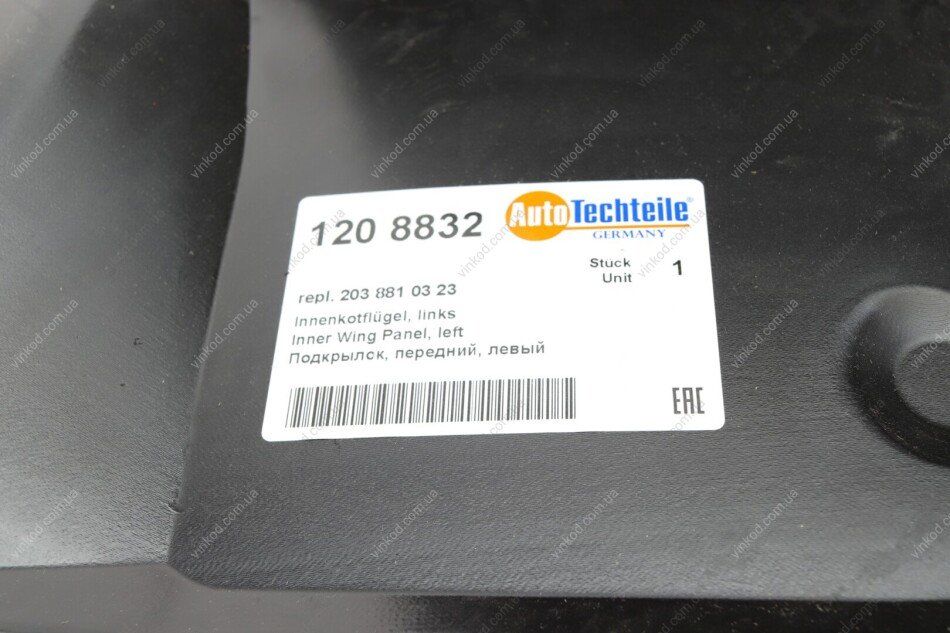 120 8832
AutoTechteile®
GERMANY
Stuck 1
Unit
repl. 203 881 03 23
Innenkotflügel, links
Inner Wing Panel, left
Подкрылск, передний, левый
EAC
vinkod.com.ua